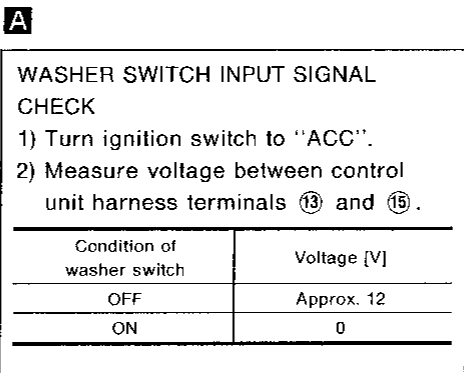 A
WASHER SWITCH INPUT SIGNAL
CHECK
1) Turn ignition switch to "ACC".
2) Measure voltage between control
unit harness terminals ⑬ and ⑮.
Condition of
washer switch
Voltage [V]
OFF
Approx. 12
ON
0